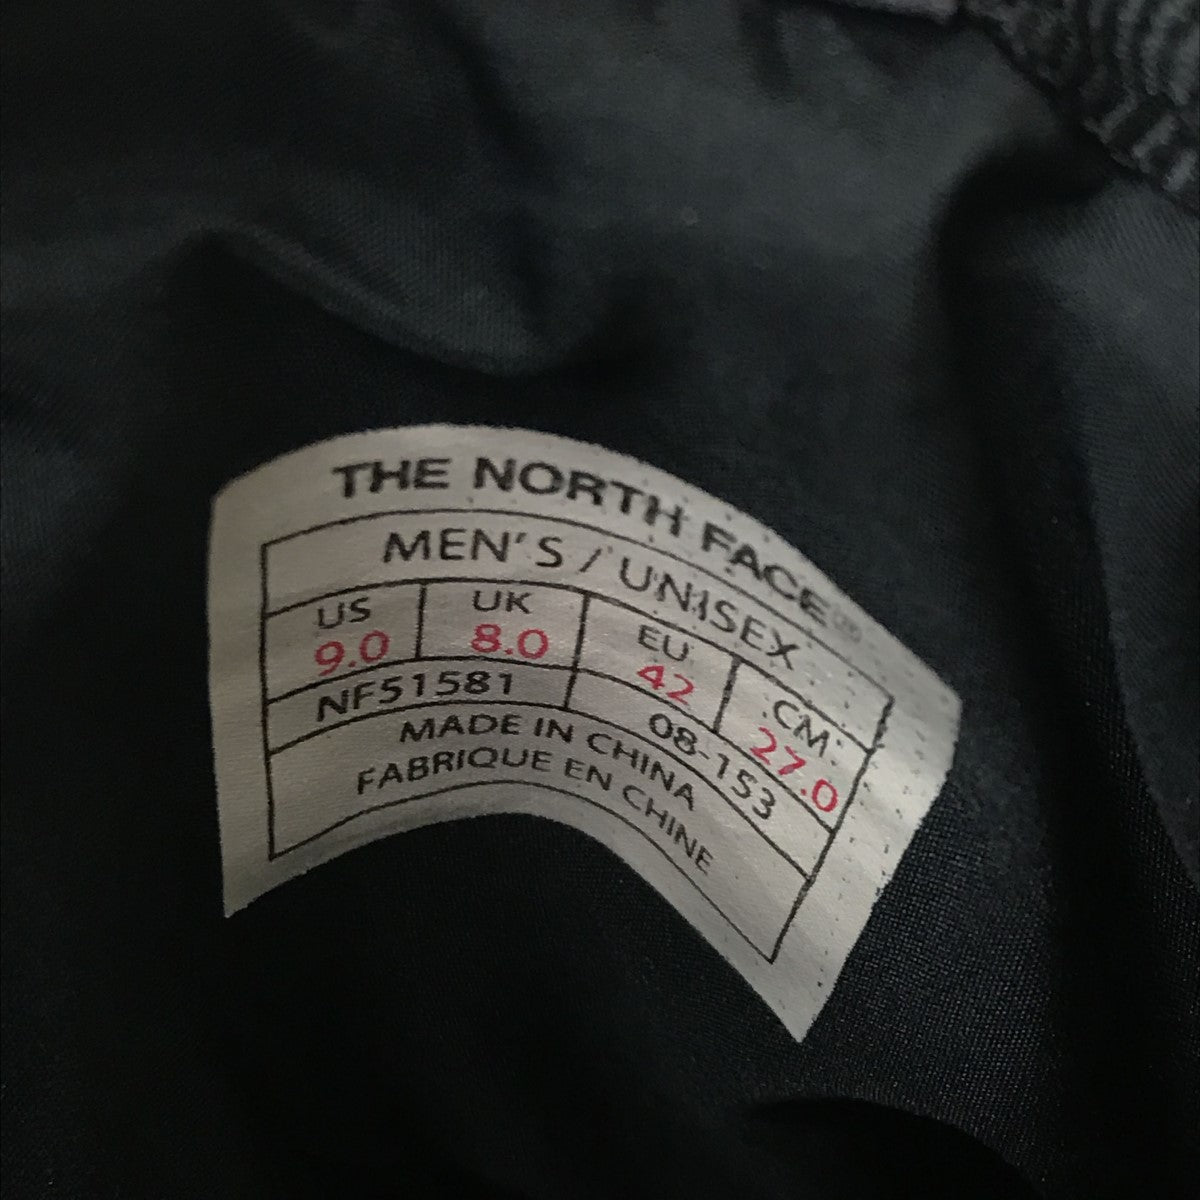 THE NORTH FACE®
MEN'S / UNISEX
US UK EU CM
9.0 8.0 42 27.0
NF51581 08-153
MADE IN CHINA
FABRIQUE EN CHINE